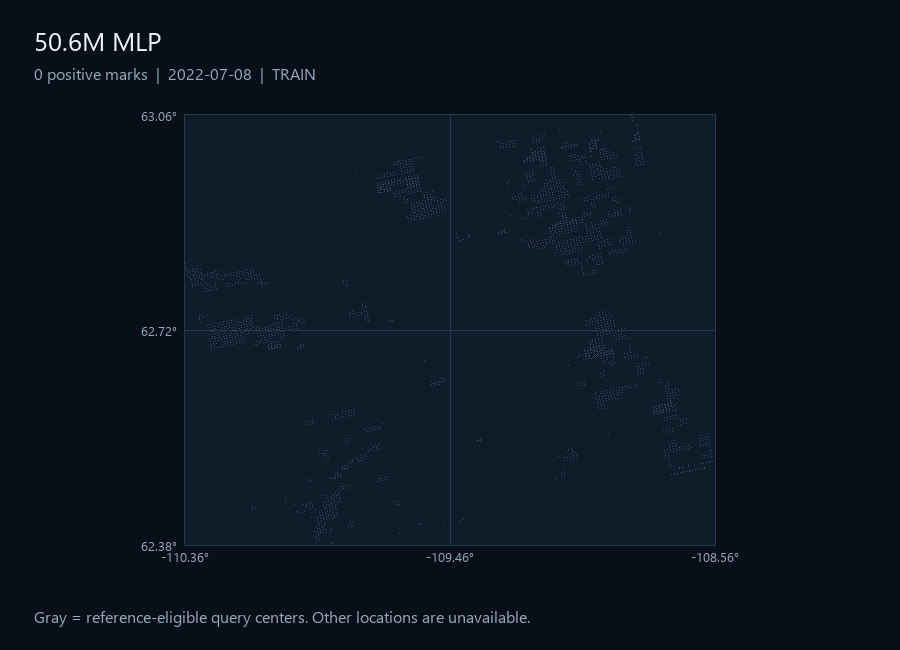 50.6M MLP
0 positive marks | 2022-07-08 | TRAIN
63.06°
62.72°
62.38°
-110.36°
-109.46°
-108.56°
Gray = reference-eligible query centers. Other locations are unavailable.